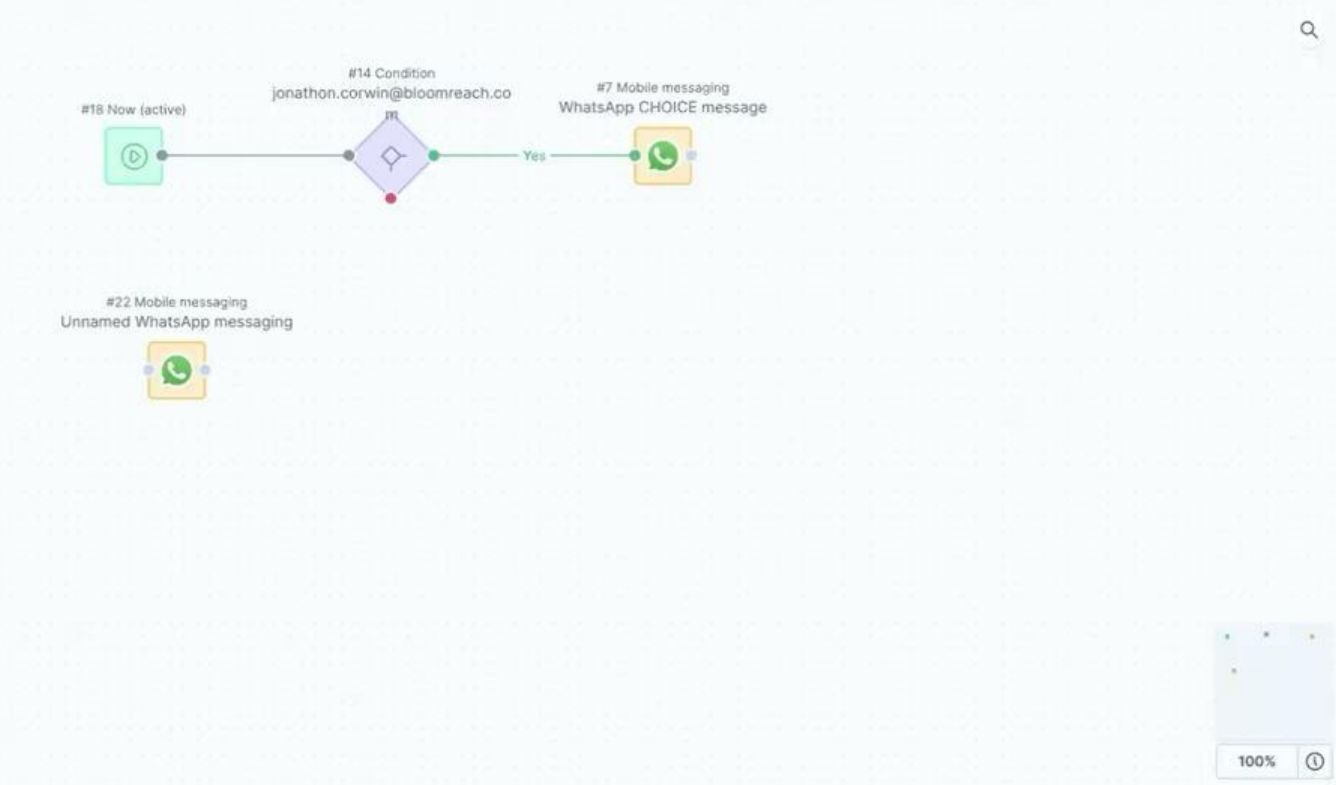 #18 Now (active)
#14 Condition
jonathon.corwin@bloomreach.co
m
#7 Mobile messaging
WhatsApp CHOICE message
Yes
#22 Mobile messaging
Unnamed WhatsApp messaging
100%